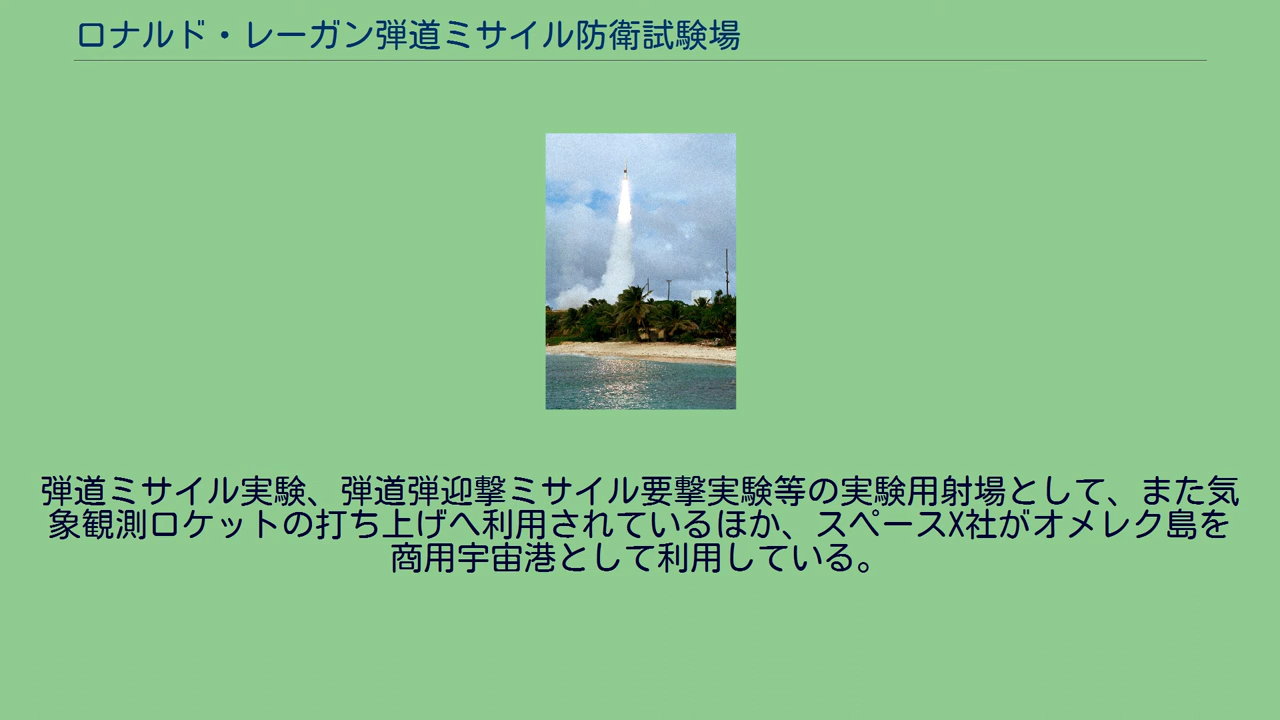 ロナルド・レーガン弾道ミサイル防衛試験場
弾道ミサイル実験、弾道弾迎撃ミサイル要撃実験等の実験用射場として、また気
象観測ロケットの打ち上げへ利用されているほか、スペースX社がオメレク島を
商用宇宙港として利用している。